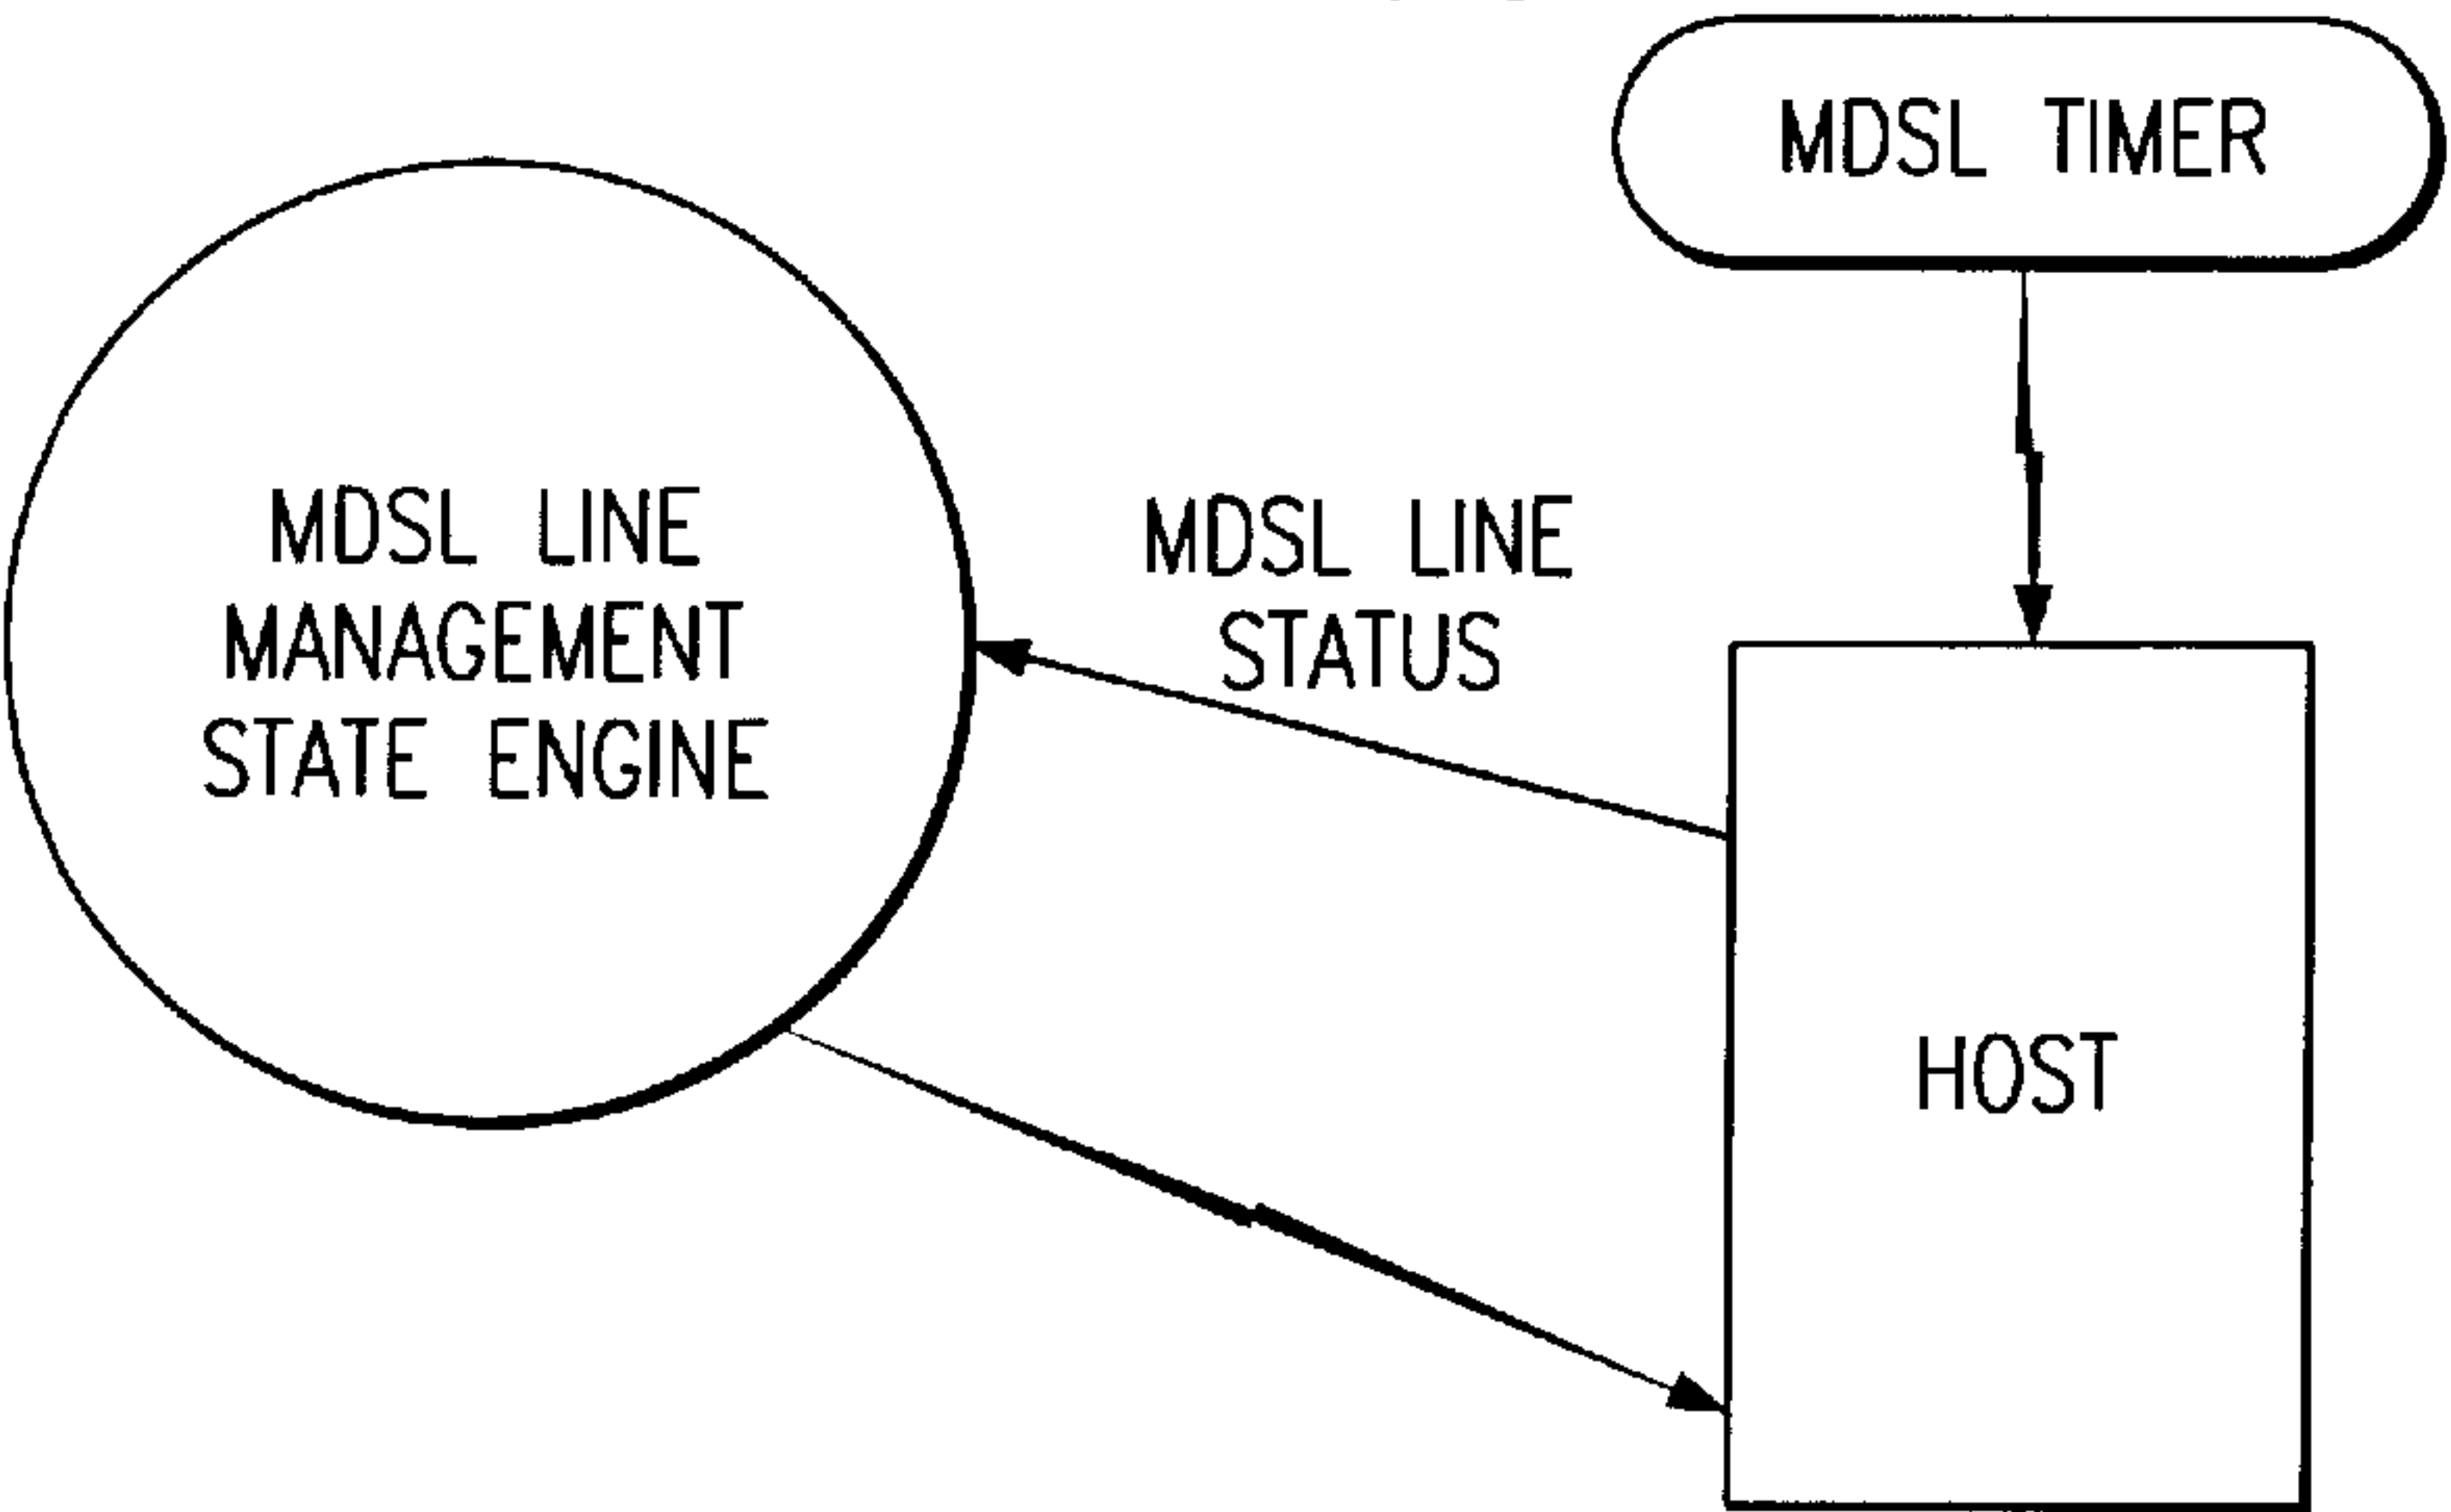 MDSL TIMER
MDSL LINE
MANAGEMENT
STATE ENGINE
MDSL LINE
STATUS
HOST